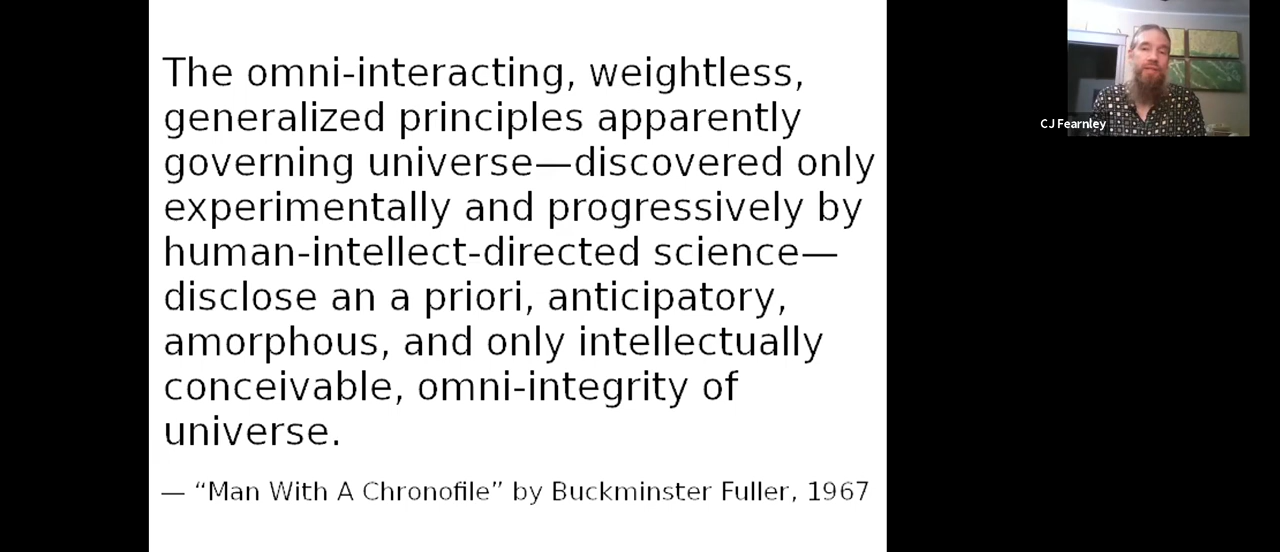 The omni-interacting, weightless,
generalized principles apparently
governing universe—discovered only
experimentally and progressively by
human-intellect-directed science—
disclose an a priori, anticipatory,
amorphous, and only intellectually
conceivable, omni-integrity of
universe.
— “Man With A Chronofile” by Buckminster Fuller, 1967
CJ Fearnley